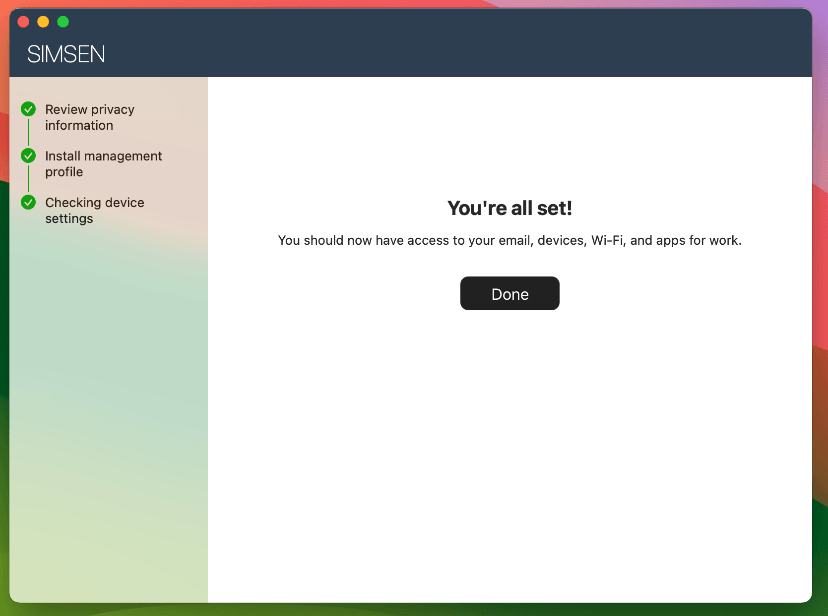 SIMSEN
Review privacy
information
Install management
profile
Checking device
settings
You're all set!
You should now have access to your email, devices, Wi-Fi, and apps for work.
Done